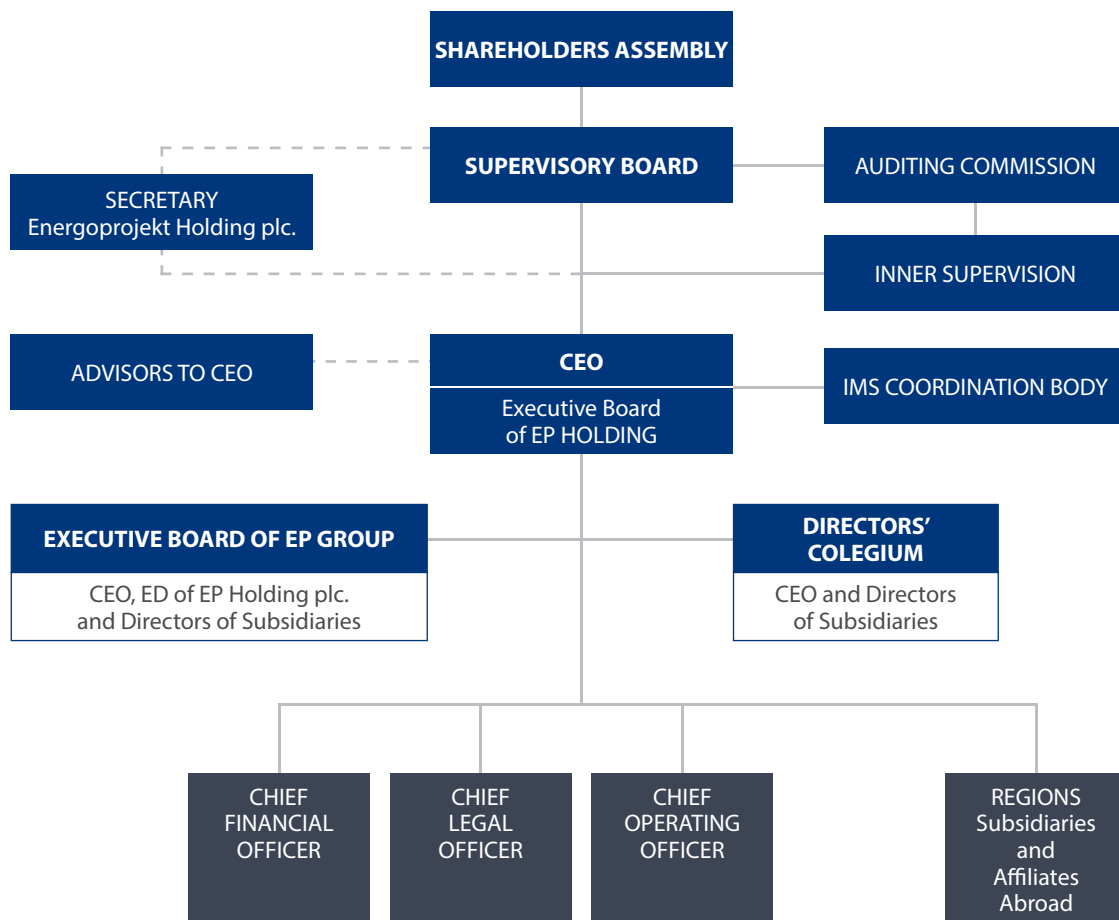 SHAREHOLDERS ASSEMBLY
SUPERVISORY BOARD
AUDITING COMMISSION
SECRETARY
Energoprojekt Holding plc.
INNER SUPERVISION
ADVISORS TO CEO
CEO
Executive Board
of EP HOLDING
IMS COORDINATION BODY
EXECUTIVE BOARD OF EP GROUP
CEO, ED of EP Holding plc.
and Directors of Subsidiaries
DIRECTORS’
COLEGIUM
CEO and Directors
of Subsidiaries
CHIEF
FINANCIAL
OFFICER
CHIEF
LEGAL
OFFICER
CHIEF
OPERATING
OFFICER
REGIONS
Subsidiaries
and
Affiliates
Abroad